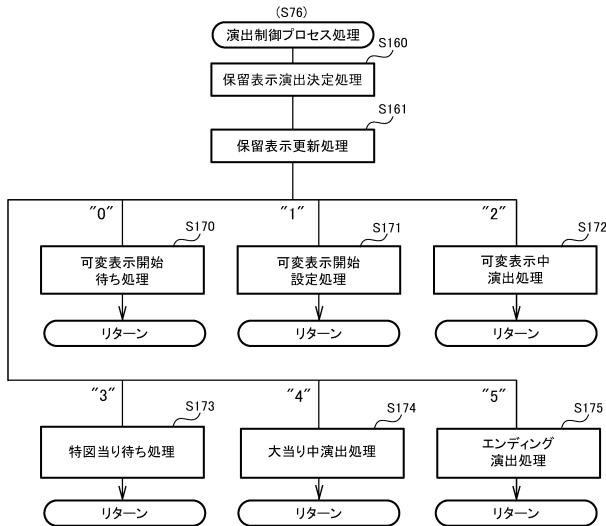 (S76)
演出制御プロセス処理
S160
保留表示演出決定処理
S161
保留表示更新処理
"0"
"1"
"2"
S170
可変表示開始
待ち処理
リターン
S171
可変表示開始
設定処理
リターン
S172
可変表示中
演出処理
リターン
"3"
"4"
"5"
S173
特図当り待ち処理
リターン
S174
大当り中演出処理
リターン
S175
エンディング
演出処理
リターン